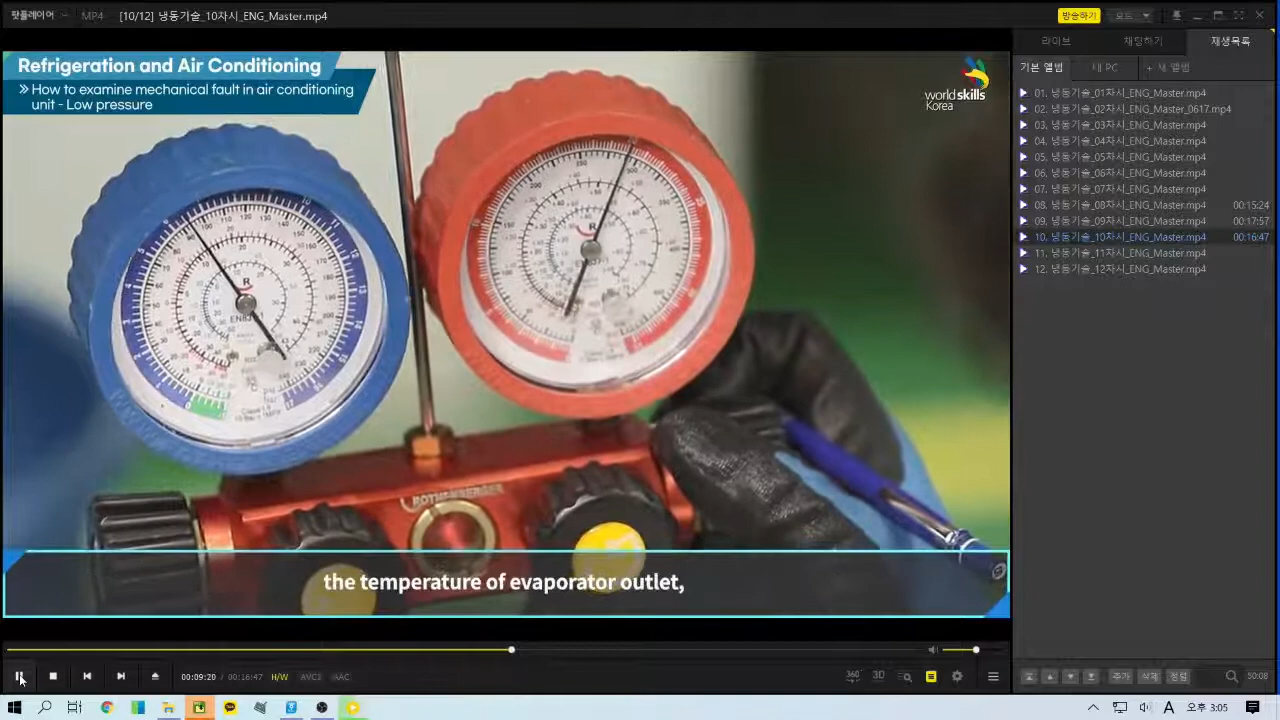 팟플레이어
MP4
[10/12] 냉동기술_10차시_ENG_Master.mp4
방송하기
모드
라이브
채팅하기
재생목록
기본 앨범
내 PC
+ 새 앨범
Refrigeration and Air Conditioning
» How to examine mechanical fault in air conditioning
unit - Low pressure
worldskills
Korea
01. 냉동기술_01차시_ENG_Master.mp4
02. 냉동기술_02차시_ENG_Master_0617.mp4
03. 냉동기술_03차시_ENG_Master.mp4
04. 냉동기술_04차시_ENG_Master.mp4
05. 냉동기술_05차시_ENG_Master.mp4
06. 냉동기술_06차시_ENG_Master.mp4
07. 냉동기술_07차시_ENG_Master.mp4
08. 냉동기술_08차시_ENG_Master.mp4 00:15:24
09. 냉동기술_09차시_ENG_Master.mp4 00:17:57
10. 냉동기술_10차시_ENG_Master.mp4 00:16:47
11. 냉동기술_11차시_ENG_Master.mp4
12. 냉동기술_12차시_ENG_Master.mp4
R
R
ROTHENBERGER
the temperature of evaporator outlet,
00:09:20 / 00:16:47 H/W AVC1 AAC
360° 3D
추가 삭제 정렬
50:08
A 오후 3:05